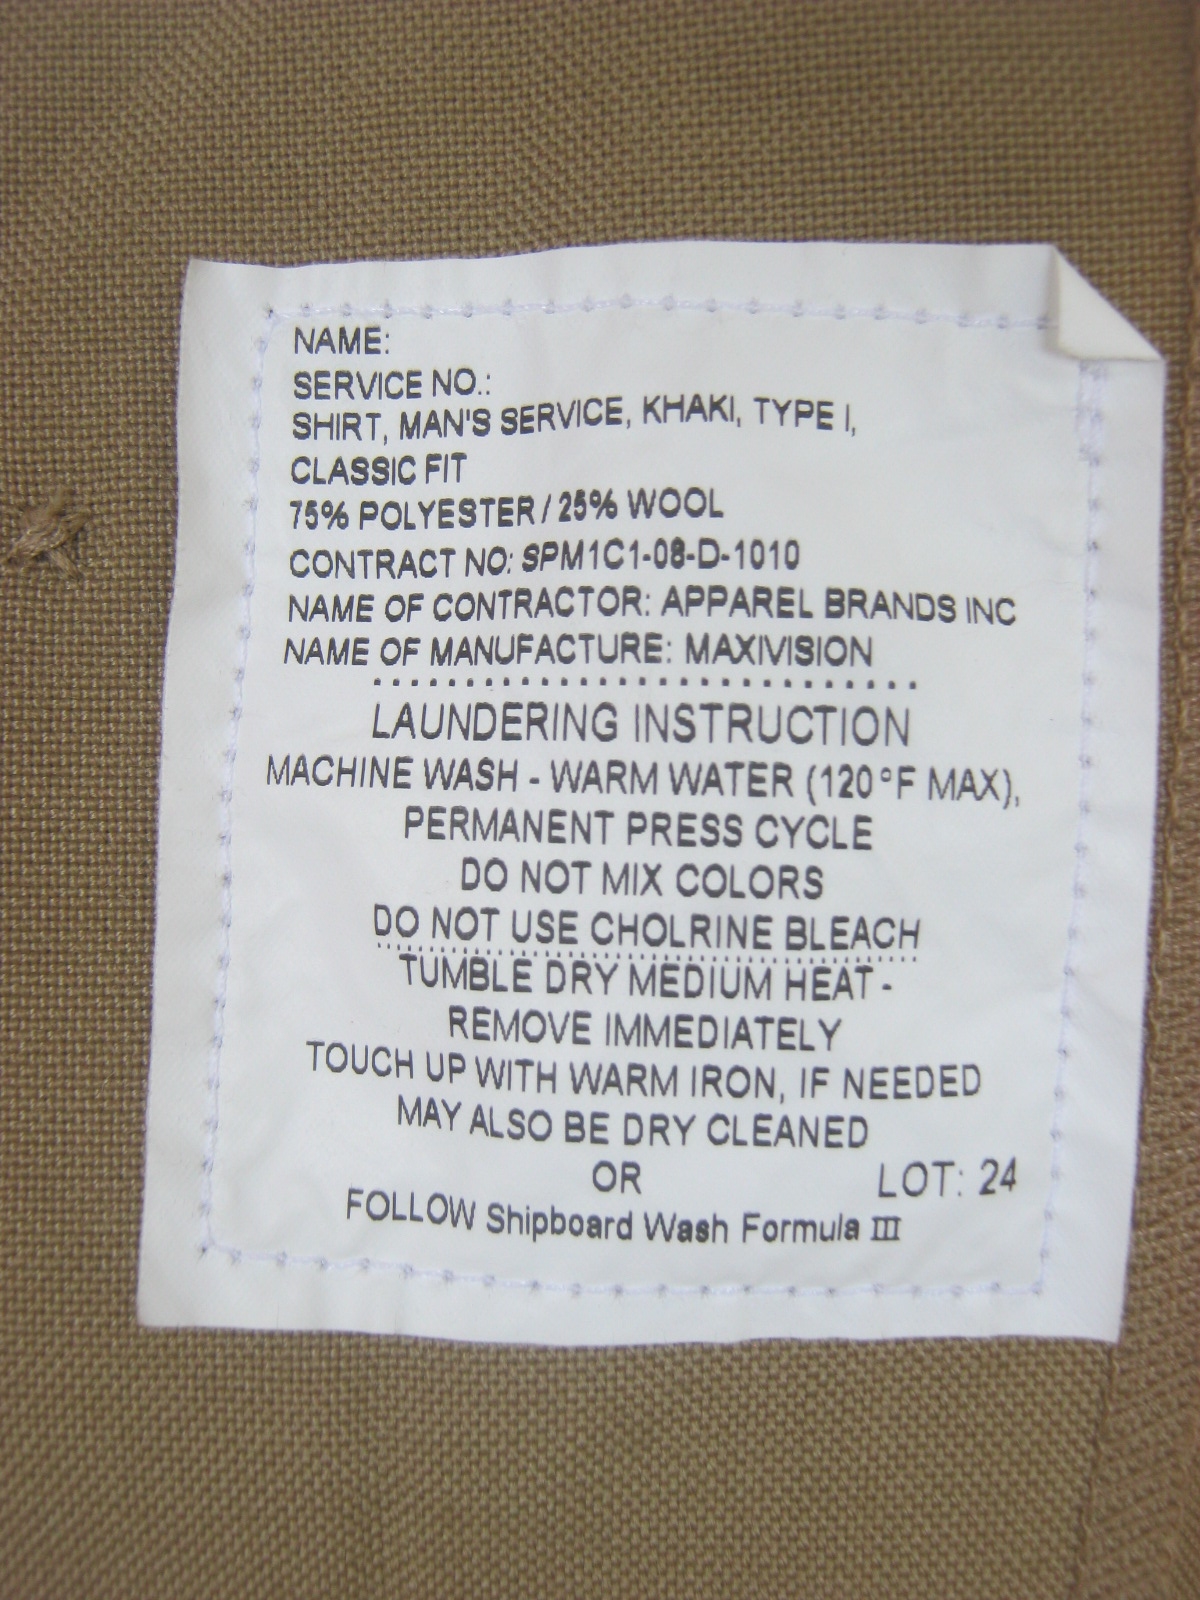 NAME:
SERVICE NO.:
SHIRT, MAN'S SERVICE, KHAKI, TYPE I,
CLASSIC FIT
75% POLYESTER / 25% WOOL
CONTRACT NO: SPM1C1-08-D-1010
NAME OF CONTRACTOR: APPAREL BRANDS INC
NAME OF MANUFACTURE: MAXIVISION
LAUNDERING INSTRUCTION
MACHINE WASH - WARM WATER (120°F MAX),
PERMANENT PRESS CYCLE
DO NOT MIX COLORS
DO NOT USE CHOLRINE BLEACH
TUMBLE DRY MEDIUM HEAT -
REMOVE IMMEDIATELY
TOUCH UP WITH WARM IRON, IF NEEDED
MAY ALSO BE DRY CLEANED
OR LOT: 24
FOLLOW Shipboard Wash Formula III